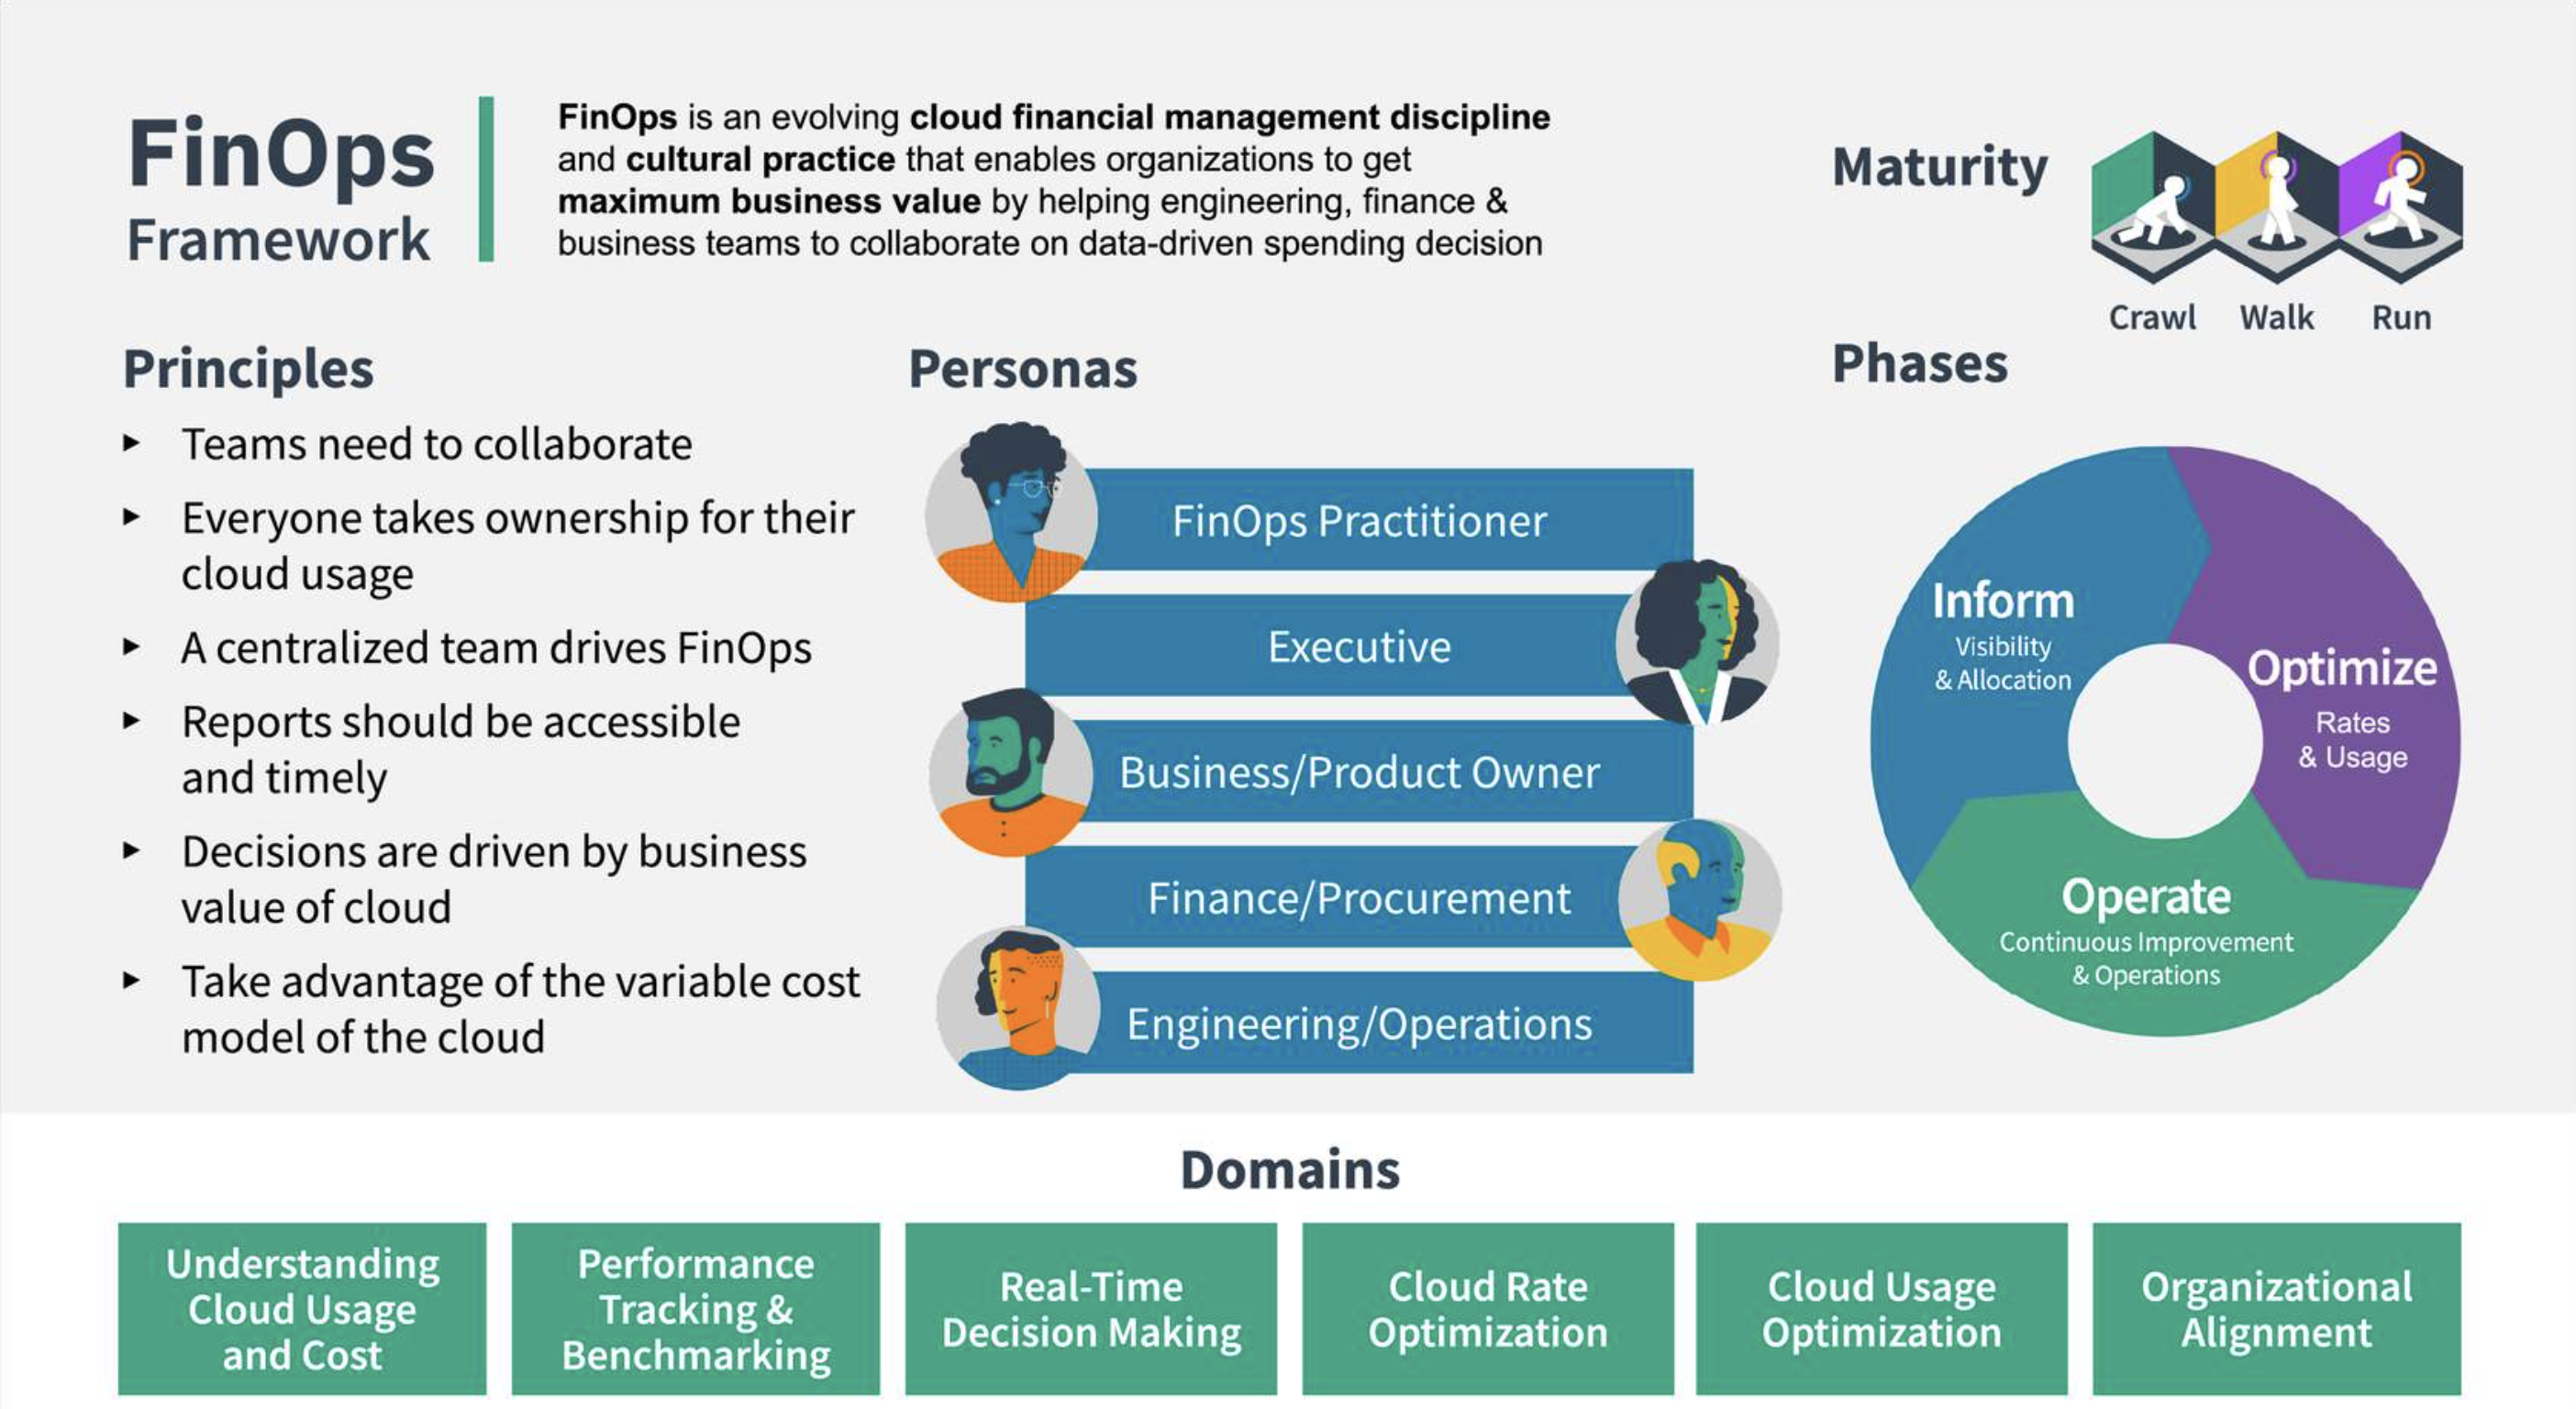 FinOps
Framework
FinOps is an evolving cloud financial management discipline
and cultural practice that enables organizations to get
maximum business value by helping engineering, finance &
business teams to collaborate on data-driven spending decision
Maturity
Crawl
Walk
Run
Principles
‣ Teams need to collaborate
‣ Everyone takes ownership for their
cloud usage
‣ A centralized team drives FinOps
‣ Reports should be accessible
and timely
‣ Decisions are driven by business
value of cloud
‣ Take advantage of the variable cost
model of the cloud
Personas
FinOps Practitioner
Executive
Business/Product Owner
Finance/Procurement
Engineering/Operations
Phases
Inform
Visibility
& Allocation
Optimize
Rates
& Usage
Operate
Continuous Improvement
& Operations
Domains
Understanding
Cloud Usage
and Cost
Performance
Tracking &
Benchmarking
Real-Time
Decision Making
Cloud Rate
Optimization
Cloud Usage
Optimization
Organizational
Alignment